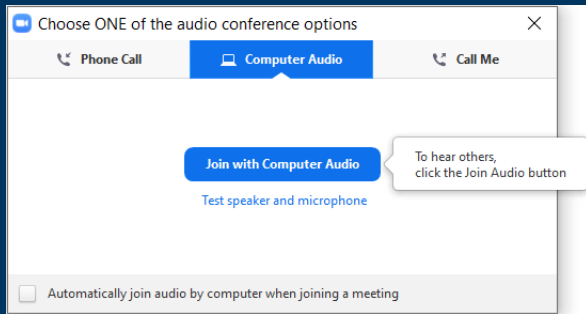 Choose ONE of the audio conference options
Phone Call
Computer Audio
Call Me
Join with Computer Audio
To hear others,
click the Join Audio button
Test speaker and microphone
Automatically join audio by computer when joining a meeting